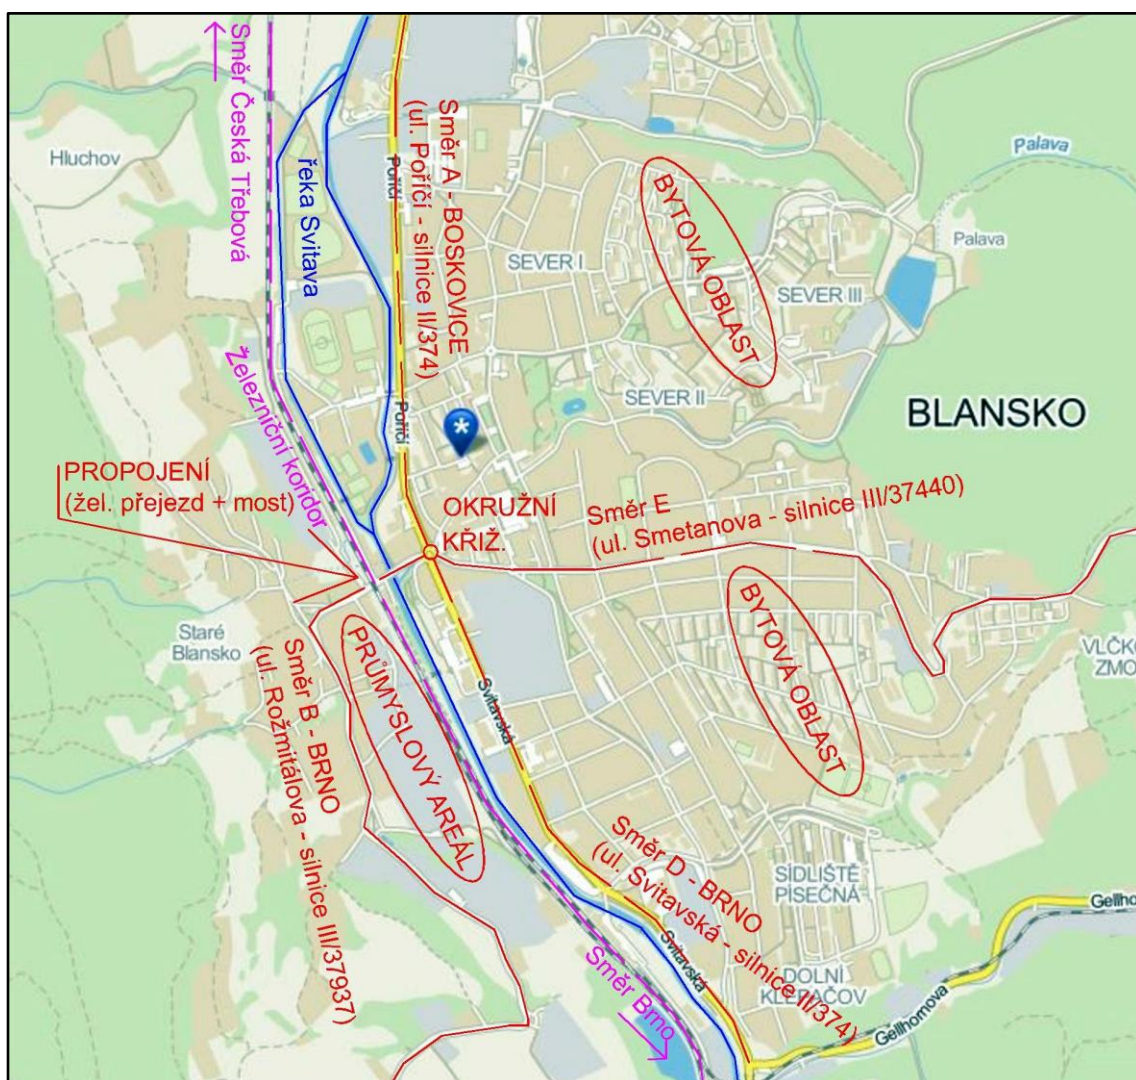 Směr Česká Třebová
řeka Svitava
Směr A - BOSKOVICE
(ul. Poříčí - silnice II/374)
Poříčí
Hluchov
Palava
Palava
SEVER I
BYTOVÁ OBLAST
SEVER III
SEVER II
BLANSKO
Železniční koridor
Poříčí
*
PROPOJENÍ
(žel. přejezd + most)
OKRUŽNÍ
KŘIŽ.
Směr E
(ul. Smetanova - silnice III/37440)
Staré
Blansko
Směr B - BRNO
(ul. Rožmitálova - silnice III/37937)
PRŮMYSLOVÝ AREÁL
Svitavská
BYTOVÁ OBLAST
VLČKO
ZMO
Směr D - BRNO
(ul. Svitavská - silnice II/374)
SÍDLIŠTĚ
PÍSEČNÁ
Svitavská
Směr Brno
DOLNÍ
KLEPAČOV
Gellhornova
Gellho